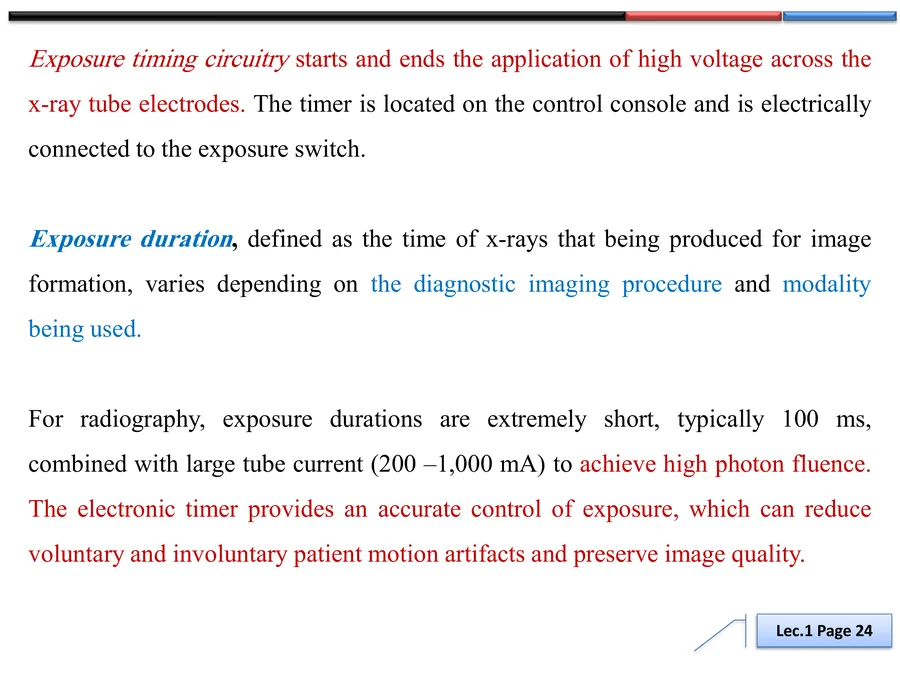 Exposure timing circuitry starts and ends the application of high voltage across the
x-ray tube electrodes. The timer is located on the control console and is electrically
connected to the exposure switch.
Exposure duration, defined as the time of x-rays that being produced for image
formation, varies depending on the diagnostic imaging procedure and modality
being used.
For radiography, exposure durations are extremely short, typically 100 ms,
combined with large tube current (200 –1,000 mA) to achieve high photon fluence.
The electronic timer provides an accurate control of exposure, which can reduce
voluntary and involuntary patient motion artifacts and preserve image quality.
Lec.1 Page 24